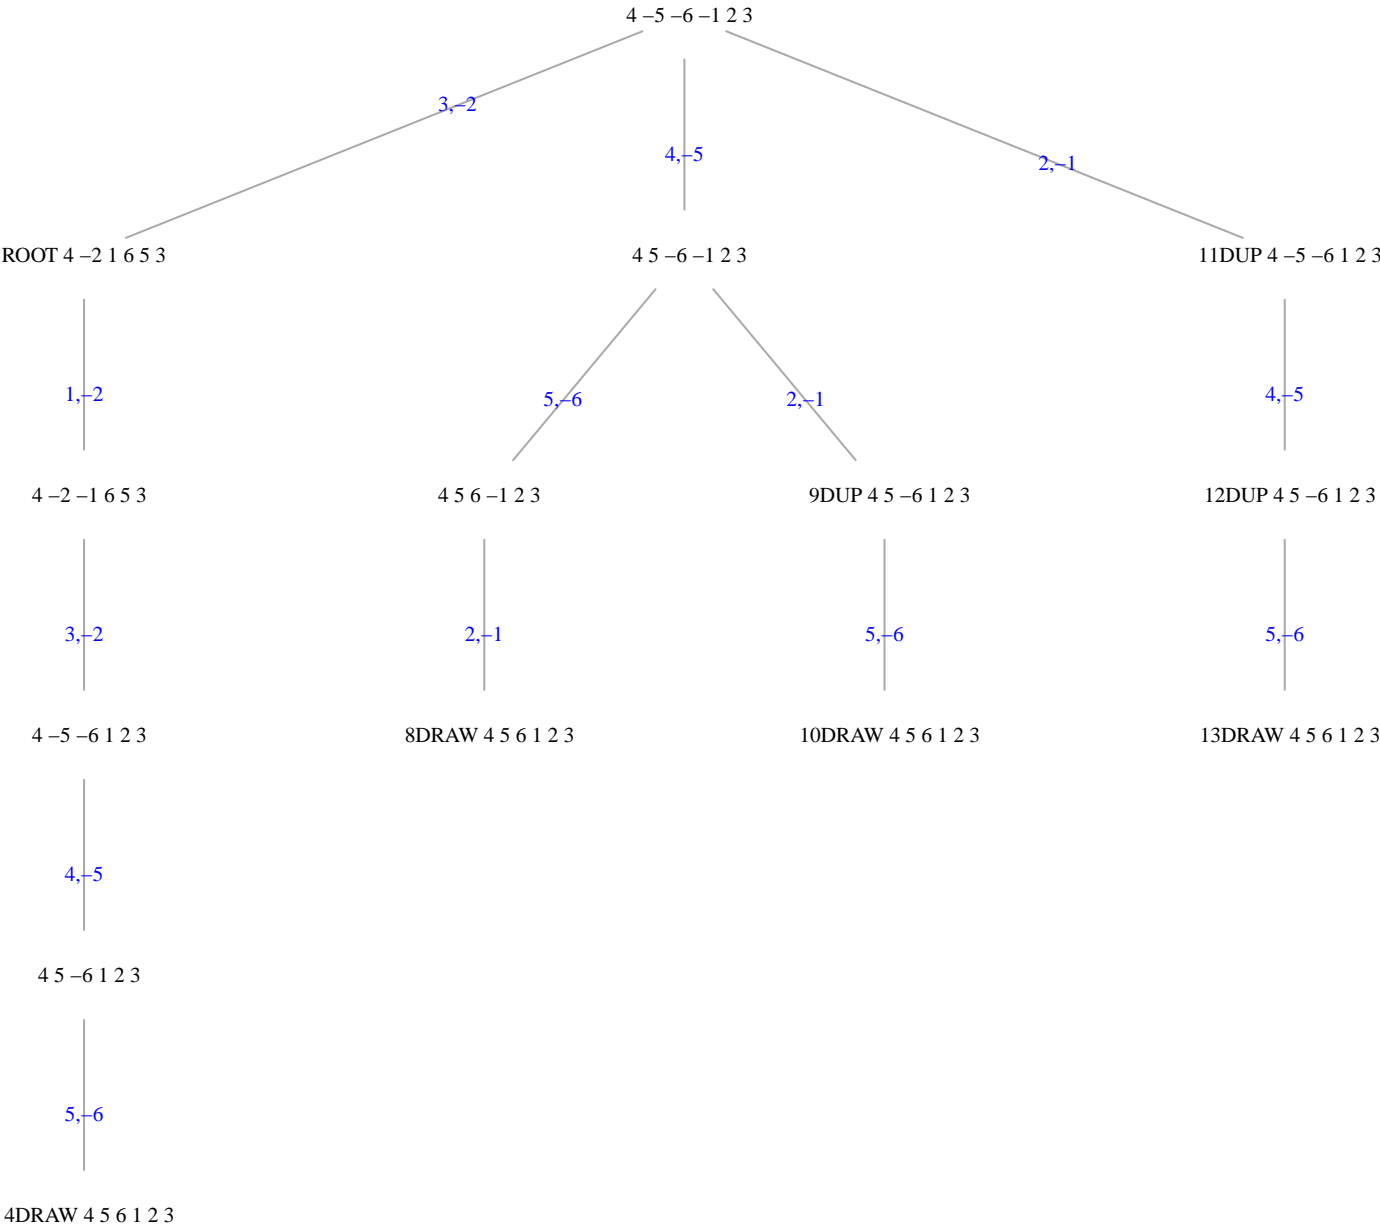 4 –5 –6 –1 2 3
3,–2
4,–5
2,–1
ROOT 4 –2 1 6 5 3
4 5 –6 –1 2 3
11DUP 4 –5 –6 1 2 3
1,–2
5,–6
2,–1
4,–5
4 –2 –1 6 5 3
4 5 6 –1 2 3
9DUP 4 5 –6 1 2 3
12DUP 4 5 –6 1 2 3
3,–2
2,–1
5,–6
5,–6
4 –5 –6 1 2 3
8DRAW 4 5 6 1 2 3
10DRAW 4 5 6 1 2 3
13DRAW 4 5 6 1 2 3
4,–5
4 5 –6 1 2 3
5,–6
4DRAW 4 5 6 1 2 3